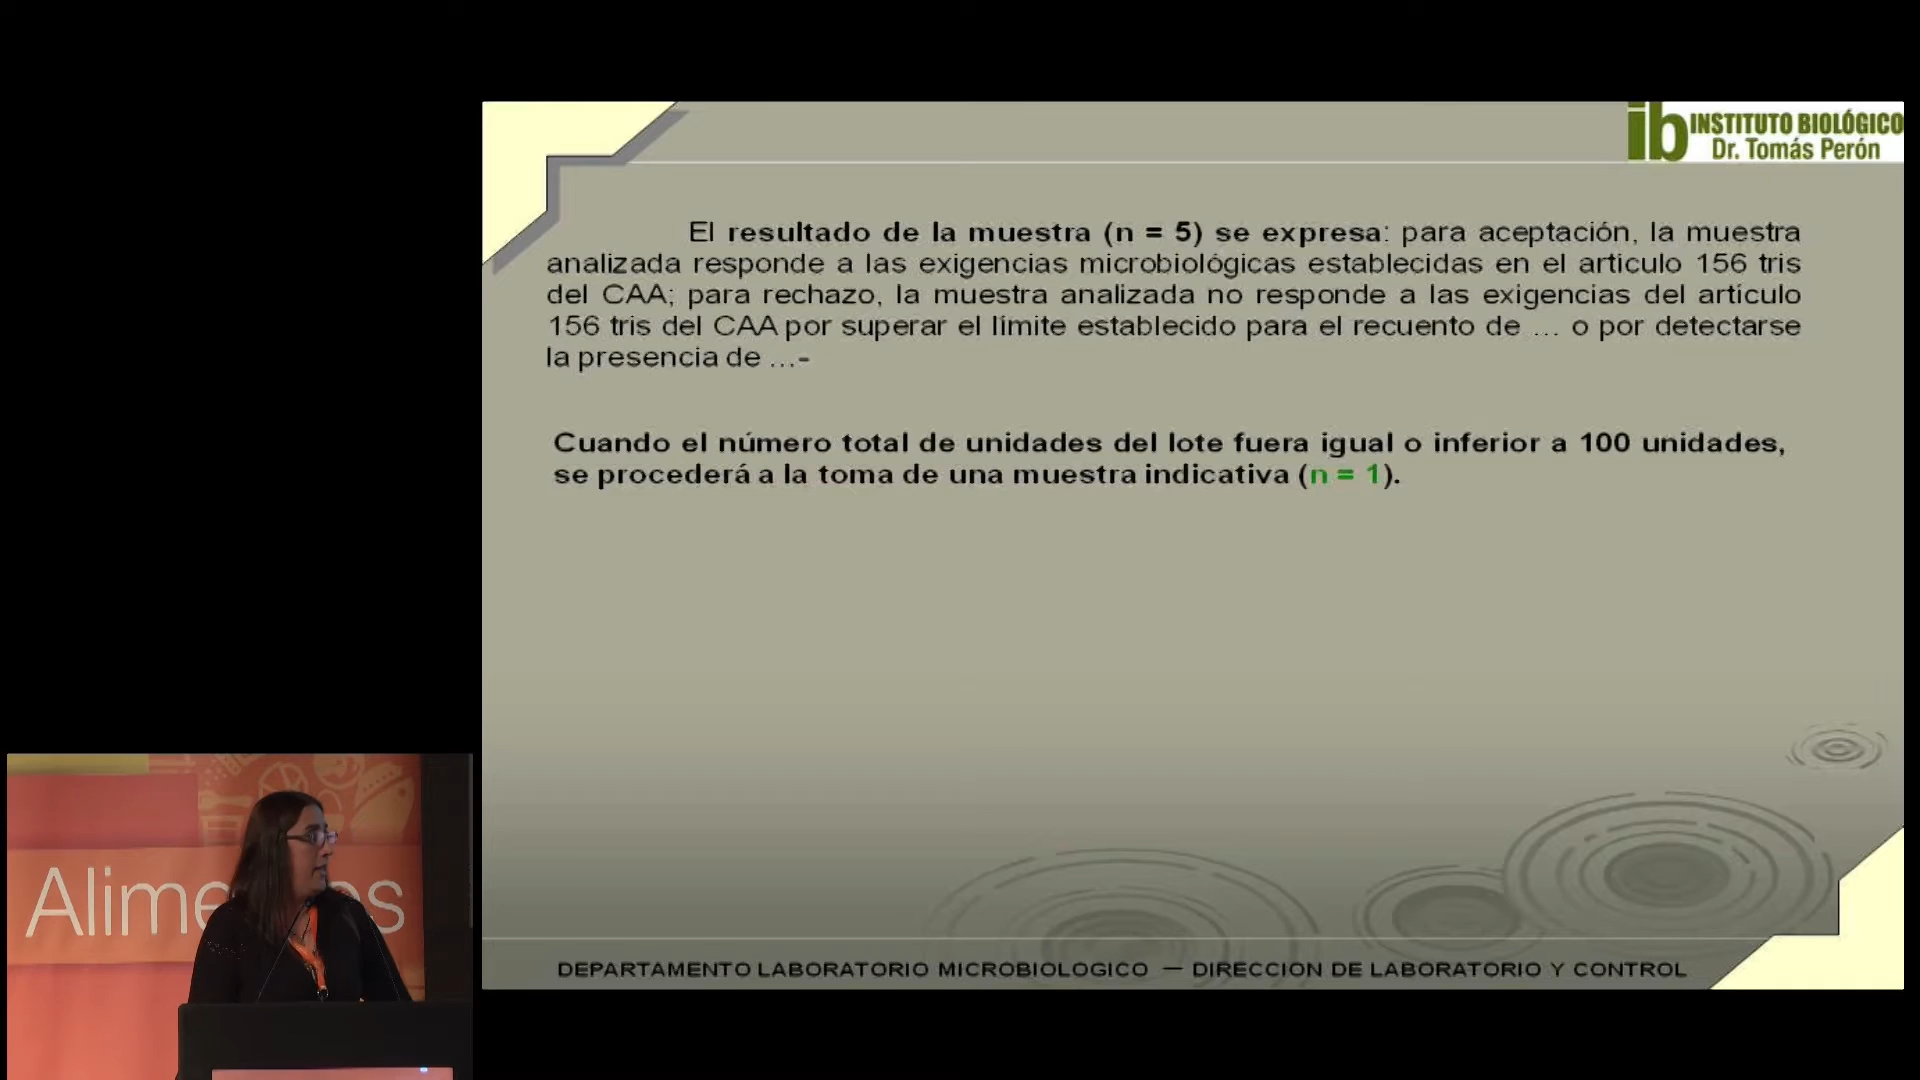 ib INSTITUTO BIOLÓGICO
Dr. Tomás Perón
El resultado de la muestra (n = 5) se expresa: para aceptación, la muestra
analizada responde a las exigencias microbiológicas establecidas en el articulo 156 tris
del CAA; para rechazo, la muestra analizada no responde a las exigencias del artículo
156 tris del CAA por superar el límite establecido para el recuento de ... o por detectarse
la presencia de ...-
Cuando el número total de unidades del lote fuera igual o inferior a 100 unidades,
se procederá a la toma de una muestra indicativa (n = 1).
DEPARTAMENTO LABORATORIO MICROBIOLOGICO — DIRECCION DE LABORATORIO Y CONTROL